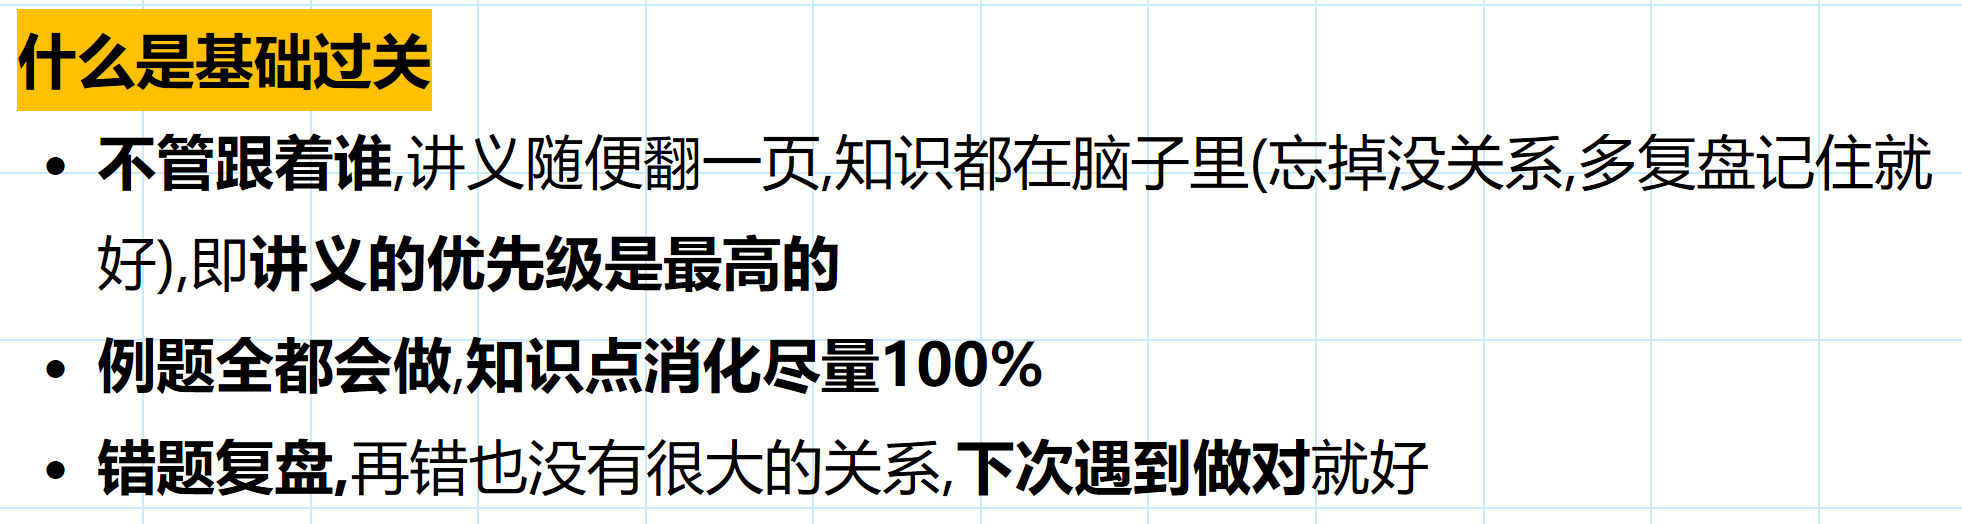 什么是基础过关
• 不管跟着谁,讲义随便翻一页,知识都在脑子里(忘掉没关系,多复盘记住就
好),即讲义的优先级是最高的
• 例题全都会做,知识点消化尽量100%
• 错题复盘,再错也没有很大的关系,下次遇到做对就好